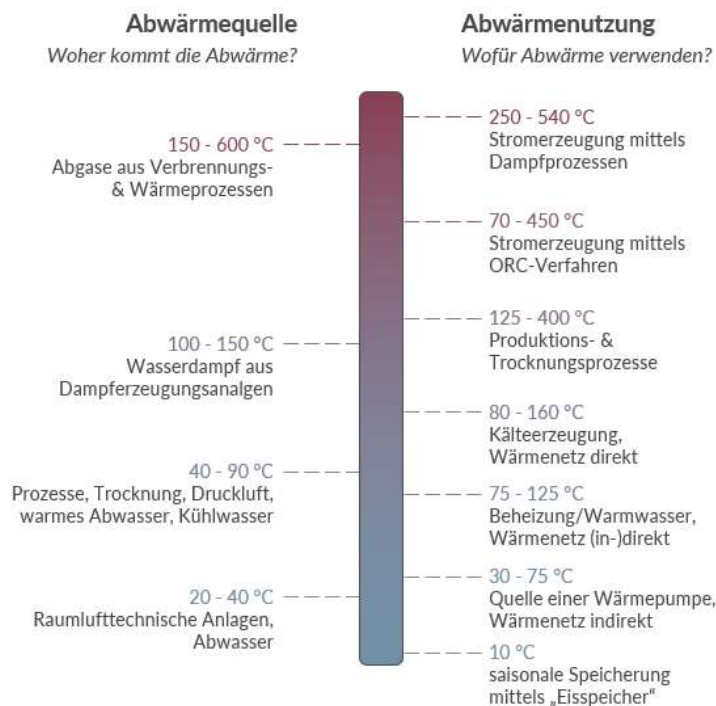 Abwärmequelle
Woher kommt die Abwärme?
150 - 600 °C
Abgase aus Verbrennungs-
& Wärmeprozessen
100 - 150 °C
Wasserdampf aus
Dampferzeugungsanalgen
40 - 90 °C
Prozesse, Trocknung, Druckluft,
warmes Abwasser, Kühlwasser
20 - 40 °C
Raumlufttechnische Anlagen,
Abwasser
Abwärmenutzung
Wofür Abwärme verwenden?
250 - 540 °C
Stromerzeugung mittels
Dampfprozessen
70 - 450 °C
Stromerzeugung mittels
ORC-Verfahren
125 - 400 °C
Produktions- &
Trocknungsprozesse
80 - 160 °C
Kälteerzeugung,
Wärmenetz direkt
75 - 125 °C
Beheizung/Warmwasser,
Wärmenetz (in-)direkt
30 - 75 °C
Quelle einer Wärmepumpe,
Wärmenetz indirekt
10 °C
saisonale Speicherung
mittels „Eisspeicher“